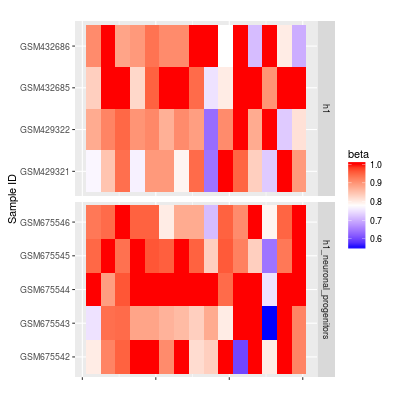 Sample ID
GSM432686
GSM432685
GSM429322
GSM429321
h1
GSM675546
GSM675545
GSM675544
GSM675543
GSM675542
h1_neuronal_progenitors
beta
1.0
0.9
0.8
0.7
0.6